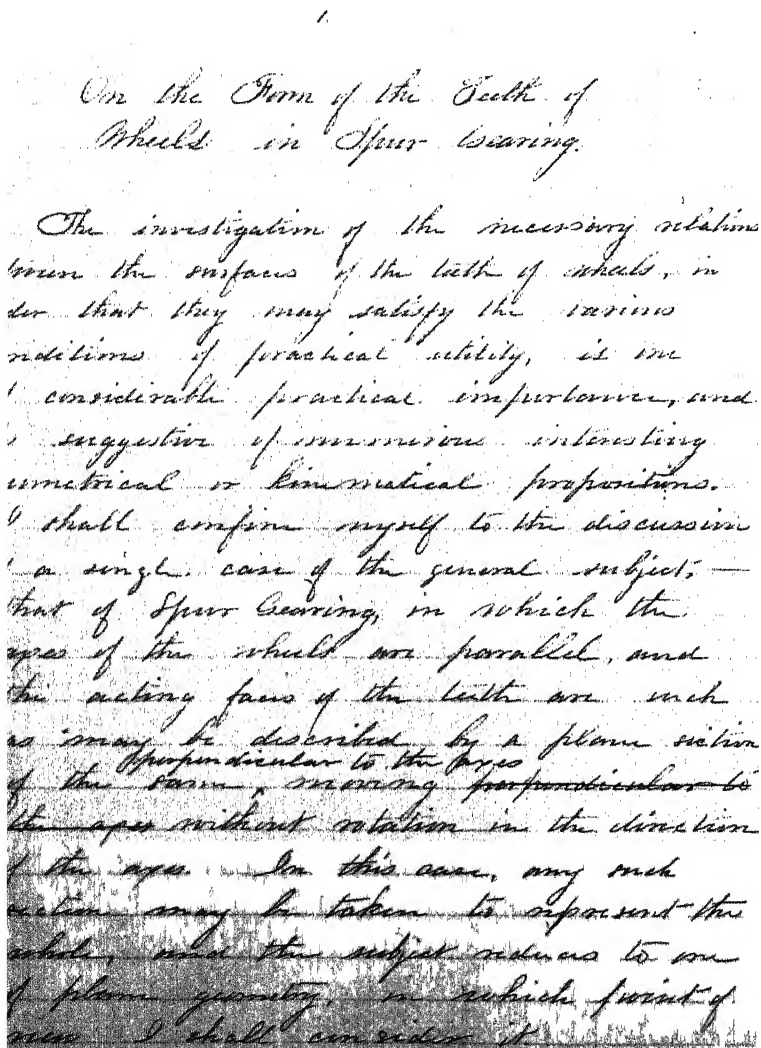 1.
On the Form of the Teeth of
Wheels in Spur Gearing.
The investigation of the necessary relations
tween the surfaces of the teeth of wheels, in
der that they may satisfy the various
nditions of practical utility, is one
f considerable practical importance, and
s suggestive of numerous interesting
eometrical or kinematical propositions.
I shall confine myself to the discussion
f a single case of the general subject;—
that of Spur Gearing, in which the
axes of the wheels are parallel, and
the acting faces of the teeth are such
as may be described by a plane section
perpendicular to the axes
of the same, moving perpendicular to
the axes without rotation in the direction
f the axes. In this case, any such
section may be taken to represent the
whole, and the subject reduces to one
of plane geometry, in which point of
view I shall consider it